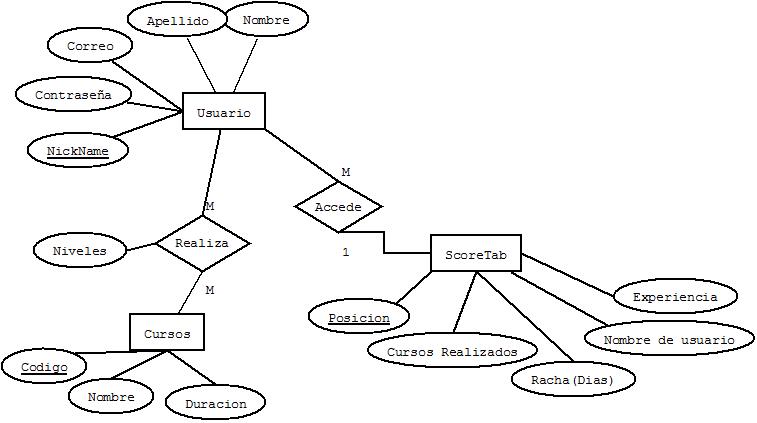 Apellido
Nombre
Correo
Contraseña
Usuario
NickName
M
Accede
M
Realiza
Niveles
1
ScoreTab
M
Experiencia
Posicion
Cursos
Nombre de usuario
Cursos Realizados
Codigo
Racha(Dias)
Nombre
Duracion